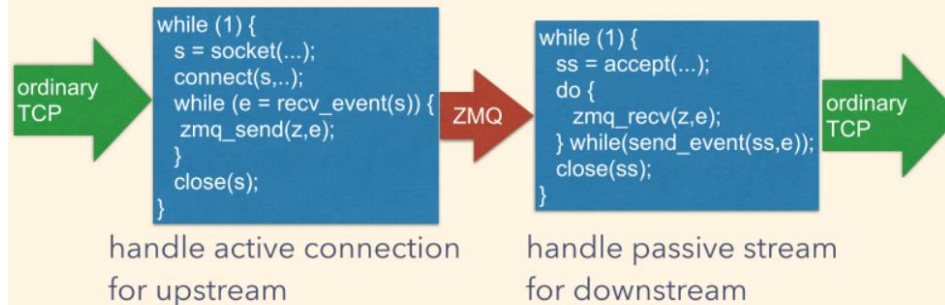 ordinary
TCP
while (1) {
s = socket(...);
connect(s,..);
while (e = recv_event(s)) {
zmq_send(z,e);
}
close(s);
}
ZMQ
while (1) {
ss = accept(...);
do {
zmq_recv(z,e);
} while(send_event(ss,e));
close(ss);
}
ordinary
TCP
handle active connection
for upstream
handle passive stream
for downstream